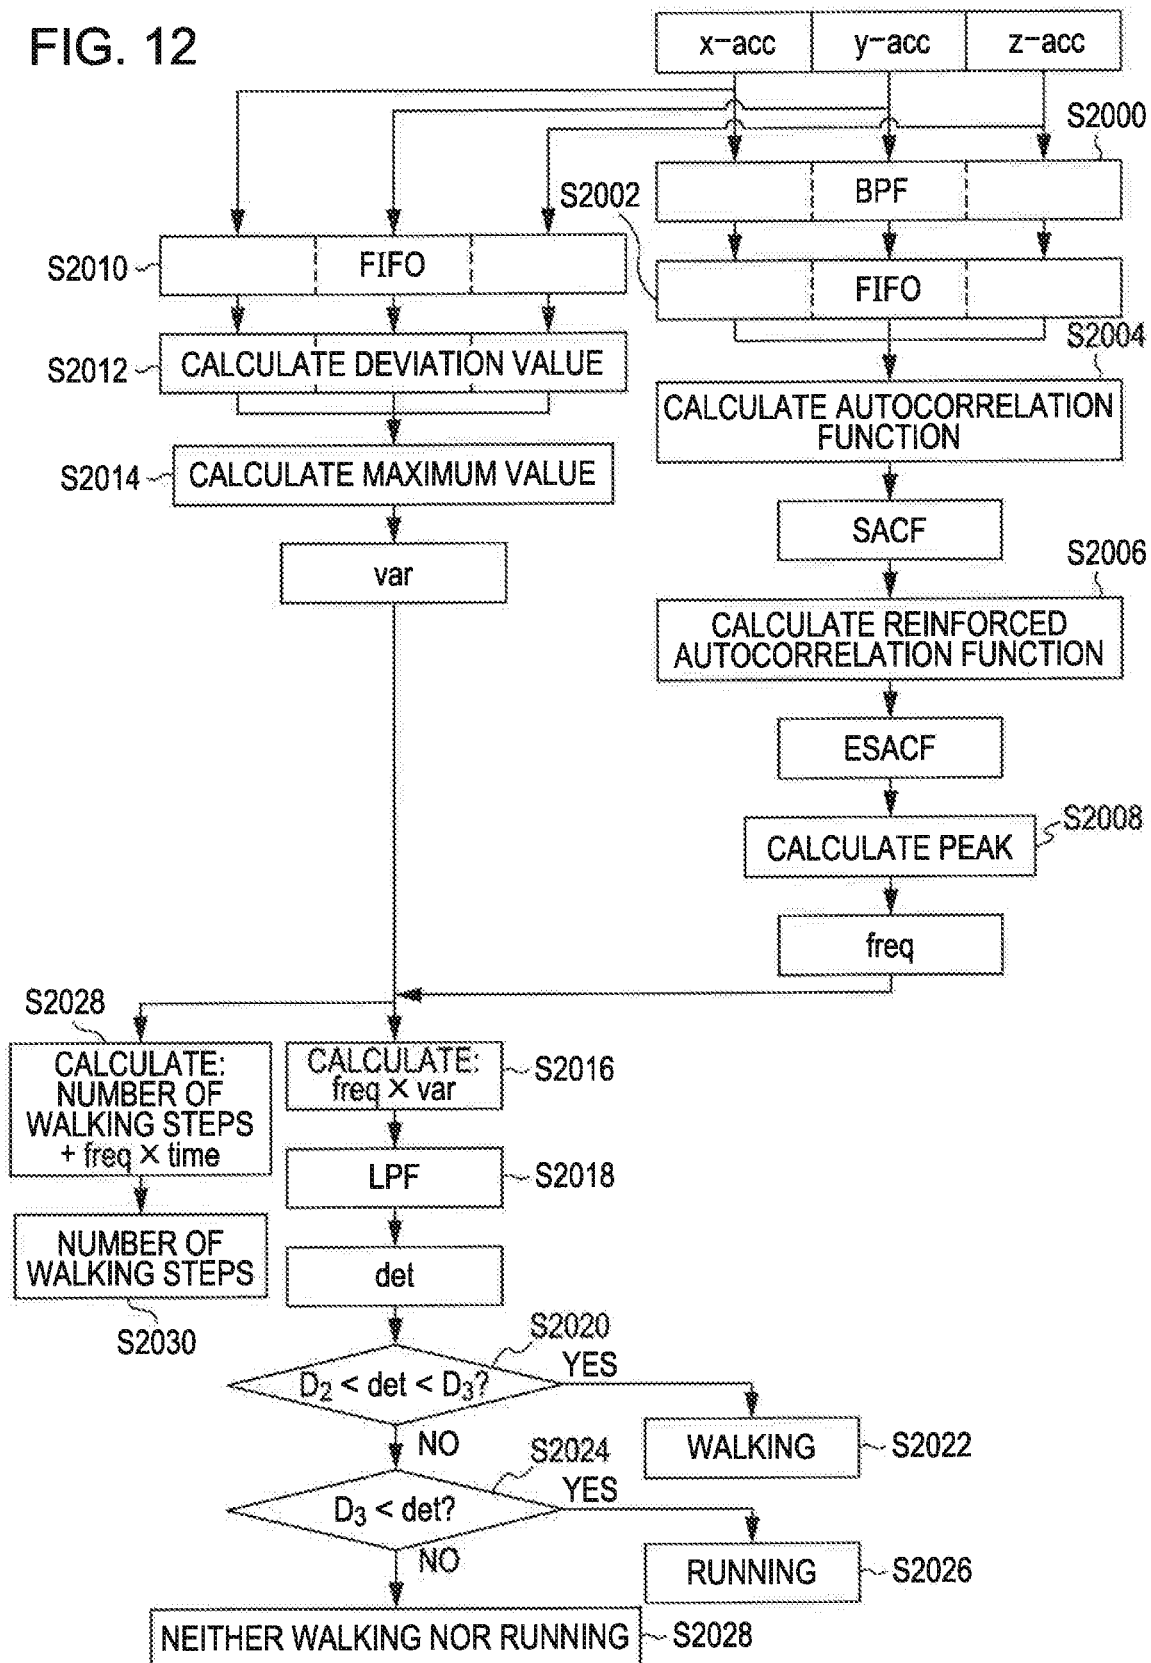 FIG. 12
x-acc
y-acc
z-acc
S2000
BPF
S2002
FIFO
S2010
FIFO
S2004
S2012
CALCULATE DEVIATION VALUE
CALCULATE AUTOCORRELATION
FUNCTION
S2014
CALCULATE MAXIMUM VALUE
SACF
var
S2006
CALCULATE REINFORCED
AUTOCORRELATION FUNCTION
ESACF
S2008
CALCULATE PEAK
freq
S2028
CALCULATE:
NUMBER OF
WALKING STEPS
+ freq × time
CALCULATE:
freq × var
S2016
LPF
S2018
NUMBER OF
WALKING STEPS
S2030
det
S2020
D2 < det < D3?
YES
NO
WALKING
S2022
S2024
D3 < det?
YES
NO
RUNNING
S2026
NEITHER WALKING NOR RUNNING
S2028